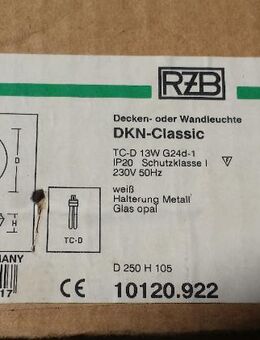 RZB
Decken- oder Wandleuchte
DKN-Classic
TC-D 13W G24d-1
IP20 Schutzklasse I
230V 50Hz
weiß
Halterung Metall
Glas opal
D
H
TC-D
D 250 H 105
ANY
17
CE 10120.922